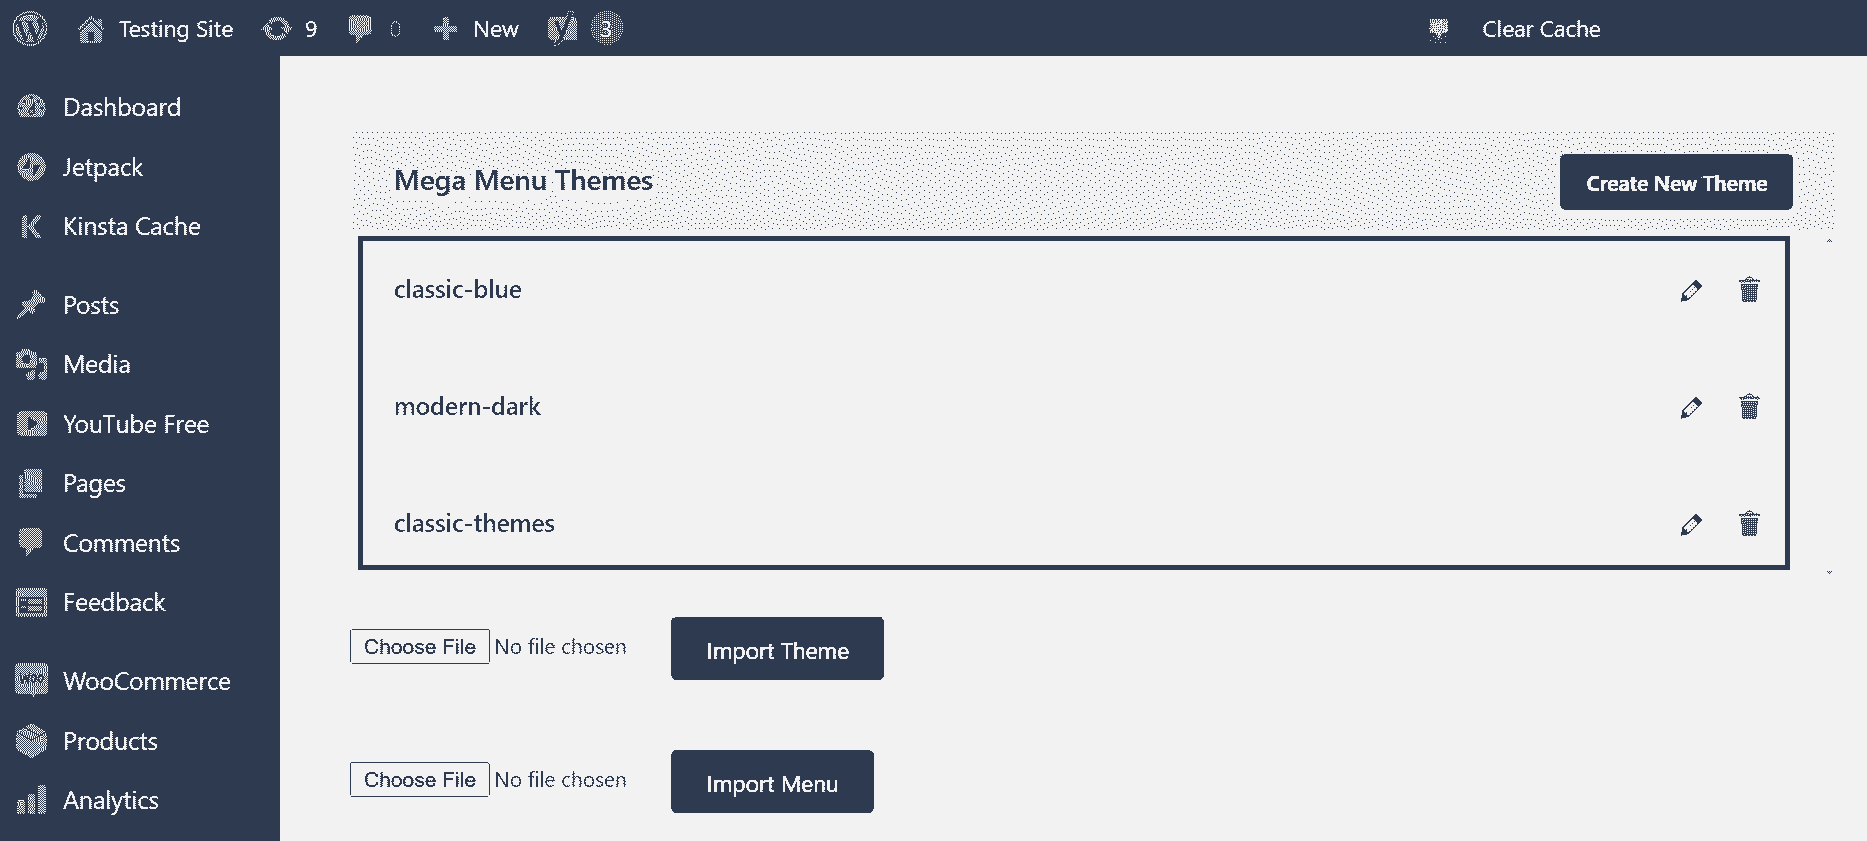 Testing Site 9 0 New 3 Clear Cache
Dashboard
Jetpack
Kinsta Cache
Posts
Media
YouTube Free
Pages
Comments
Feedback
WooCommerce
Products
Analytics
Mega Menu Themes
Create New Theme
classic-blue
modern-dark
classic-themes
Choose File No file chosen Import Theme
Choose File No file chosen Import Menu